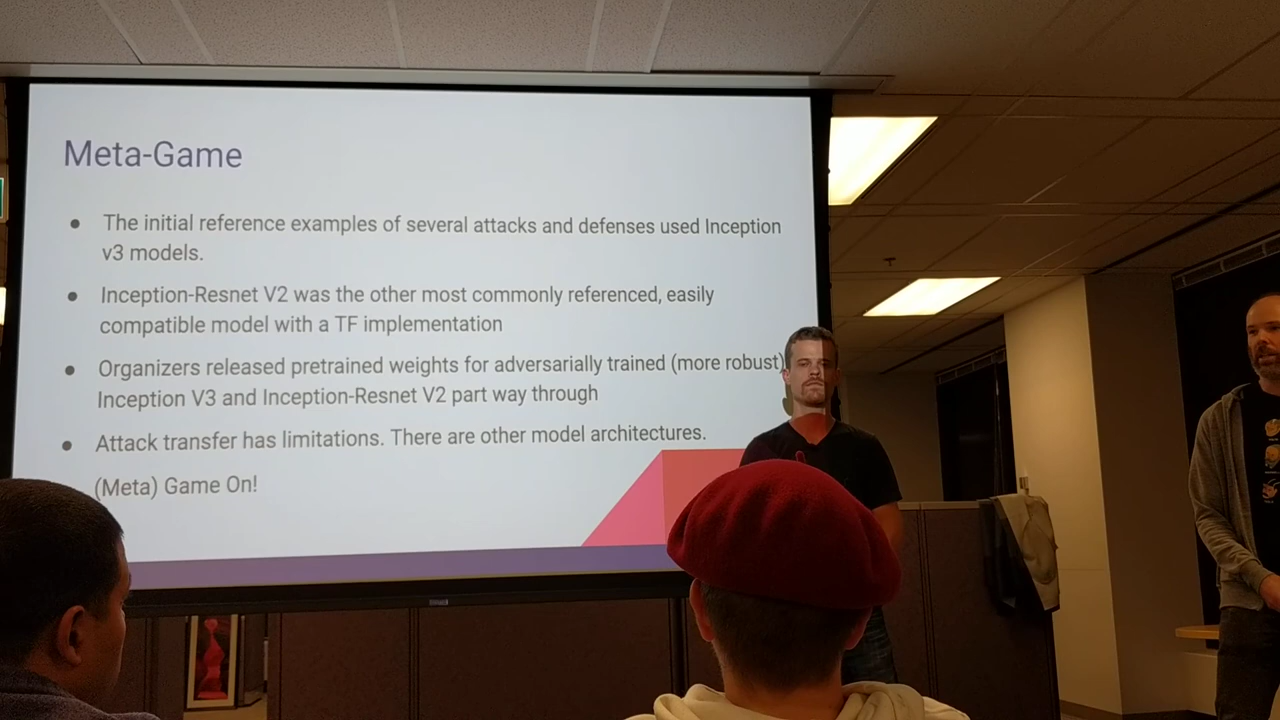 Meta-Game
The initial reference examples of several attacks and defenses used Inception
v3 models.
Inception-Resnet V2 was the other most commonly referenced, easily
compatible model with a TF implementation
Organizers released pretrained weights for adversarially trained (more robust)
Inception V3 and Inception-Resnet V2 part way through
Attack transfer has limitations. There are other model architectures.
(Meta) Game On!